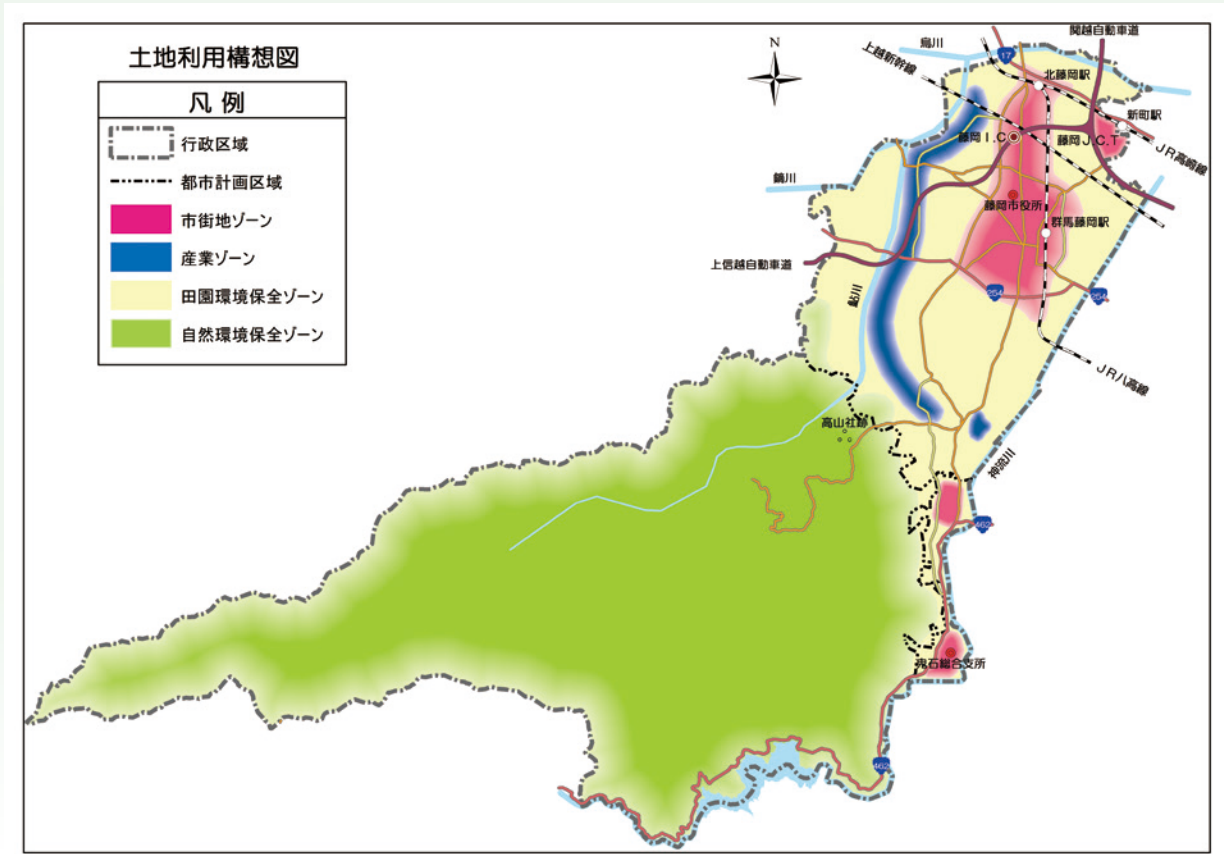 土地利用構想図
凡例
行政区域
都市計画区域
市街地ゾーン
産業ゾーン
田園環境保全ゾーン
自然環境保全ゾーン
N
関越自動車道
烏川
上越新幹線
17
北藤岡駅
新町駅
藤岡I.C
藤岡J.C.T
JR高崎線
鏑川
藤岡市役所
群馬藤岡駅
上信越自動車道
鮎川
254
254
JR八高線
高山社跡
神流川
462
鬼石総合支所
462